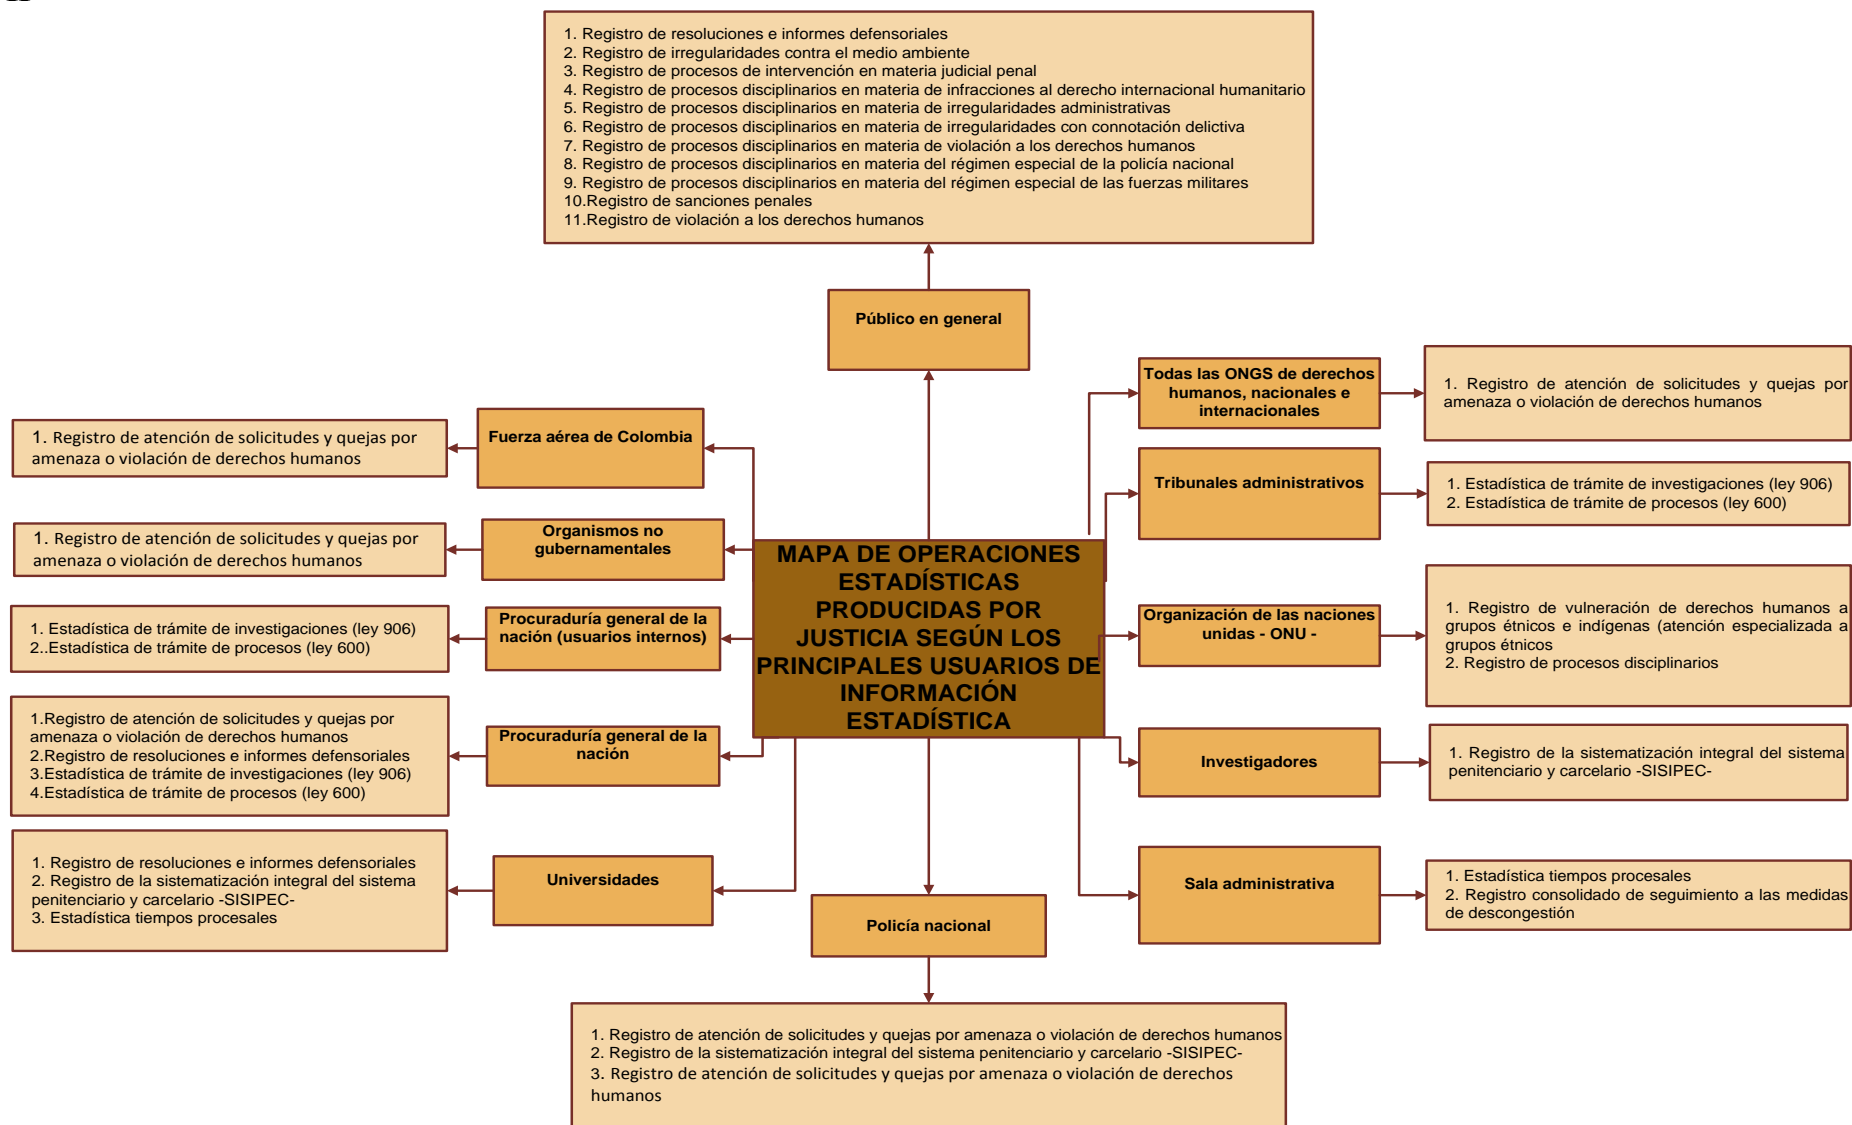 1. Registro de resoluciones e informes defensoriales
2. Registro de irregularidades contra el medio ambiente
3. Registro de procesos de intervención en materia judicial penal
4. Registro de procesos disciplinarios en materia de infracciones al derecho internacional humanitario
5. Registro de procesos disciplinarios en materia de irregularidades administrativas
6. Registro de procesos disciplinarios en materia de irregularidades con connotación delictiva
7. Registro de procesos disciplinarios en materia de violación a los derechos humanos
8. Registro de procesos disciplinarios en materia del régimen especial de la policía nacional
9. Registro de procesos disciplinarios en materia del régimen especial de las fuerzas militares
10.Registro de sanciones penales
11.Registro de violación a los derechos humanos
Público en general
Fuerza aérea de Colombia
1. Registro de atención de solicitudes y quejas por
amenaza o violación de derechos humanos
Organismos no
gubernamentales
1. Registro de atención de solicitudes y quejas por
amenaza o violación de derechos humanos
Procuraduría general de la
nación (usuarios internos)
1. Estadística de trámite de investigaciones (ley 906)
2..Estadística de trámite de procesos (ley 600)
Procuraduría general de la
nación
1.Registro de atención de solicitudes y quejas por
amenaza o violación de derechos humanos
2.Registro de resoluciones e informes defensoriales
3.Estadística de trámite de investigaciones (ley 906)
4.Estadística de trámite de procesos (ley 600)
Universidades
1. Registro de resoluciones e informes defensoriales
2. Registro de la sistematización integral del sistema
penitenciario y carcelario -SISIPEC-
3. Estadística tiempos procesales
MAPA DE OPERACIONES
ESTADÍSTICAS
PRODUCIDAS POR
JUSTICIA SEGÚN LOS
PRINCIPALES USUARIOS DE
INFORMACIÓN
ESTADÍSTICA
Todas las ONGS de derechos
humanos, nacionales e
internacionales
1. Registro de atención de solicitudes y quejas por
amenaza o violación de derechos humanos
Tribunales administrativos
1. Estadística de trámite de investigaciones (ley 906)
2. Estadística de trámite de procesos (ley 600)
Organización de las naciones
unidas - ONU -
1. Registro de vulneración de derechos humanos a
grupos étnicos e indígenas (atención especializada a
grupos étnicos
2. Registro de procesos disciplinarios
Investigadores
1. Registro de la sistematización integral del sistema
penitenciario y carcelario -SISIPEC-
Sala administrativa
1. Estadística tiempos procesales
2. Registro consolidado de seguimiento a las medidas
de descongestión
Policía nacional
1. Registro de atención de solicitudes y quejas por amenaza o violación de derechos humanos
2. Registro de la sistematización integral del sistema penitenciario y carcelario -SISIPEC-
3. Registro de atención de solicitudes y quejas por amenaza o violación de derechos
humanos